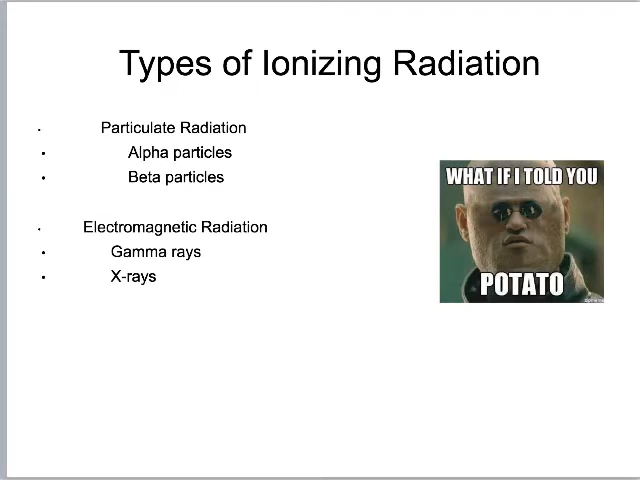 Types of Ionizing Radiation
Particulate Radiation
Alpha particles
Beta particles
Electromagnetic Radiation
Gamma rays
X-rays
WHAT IF I TOLD YOU
POTATO